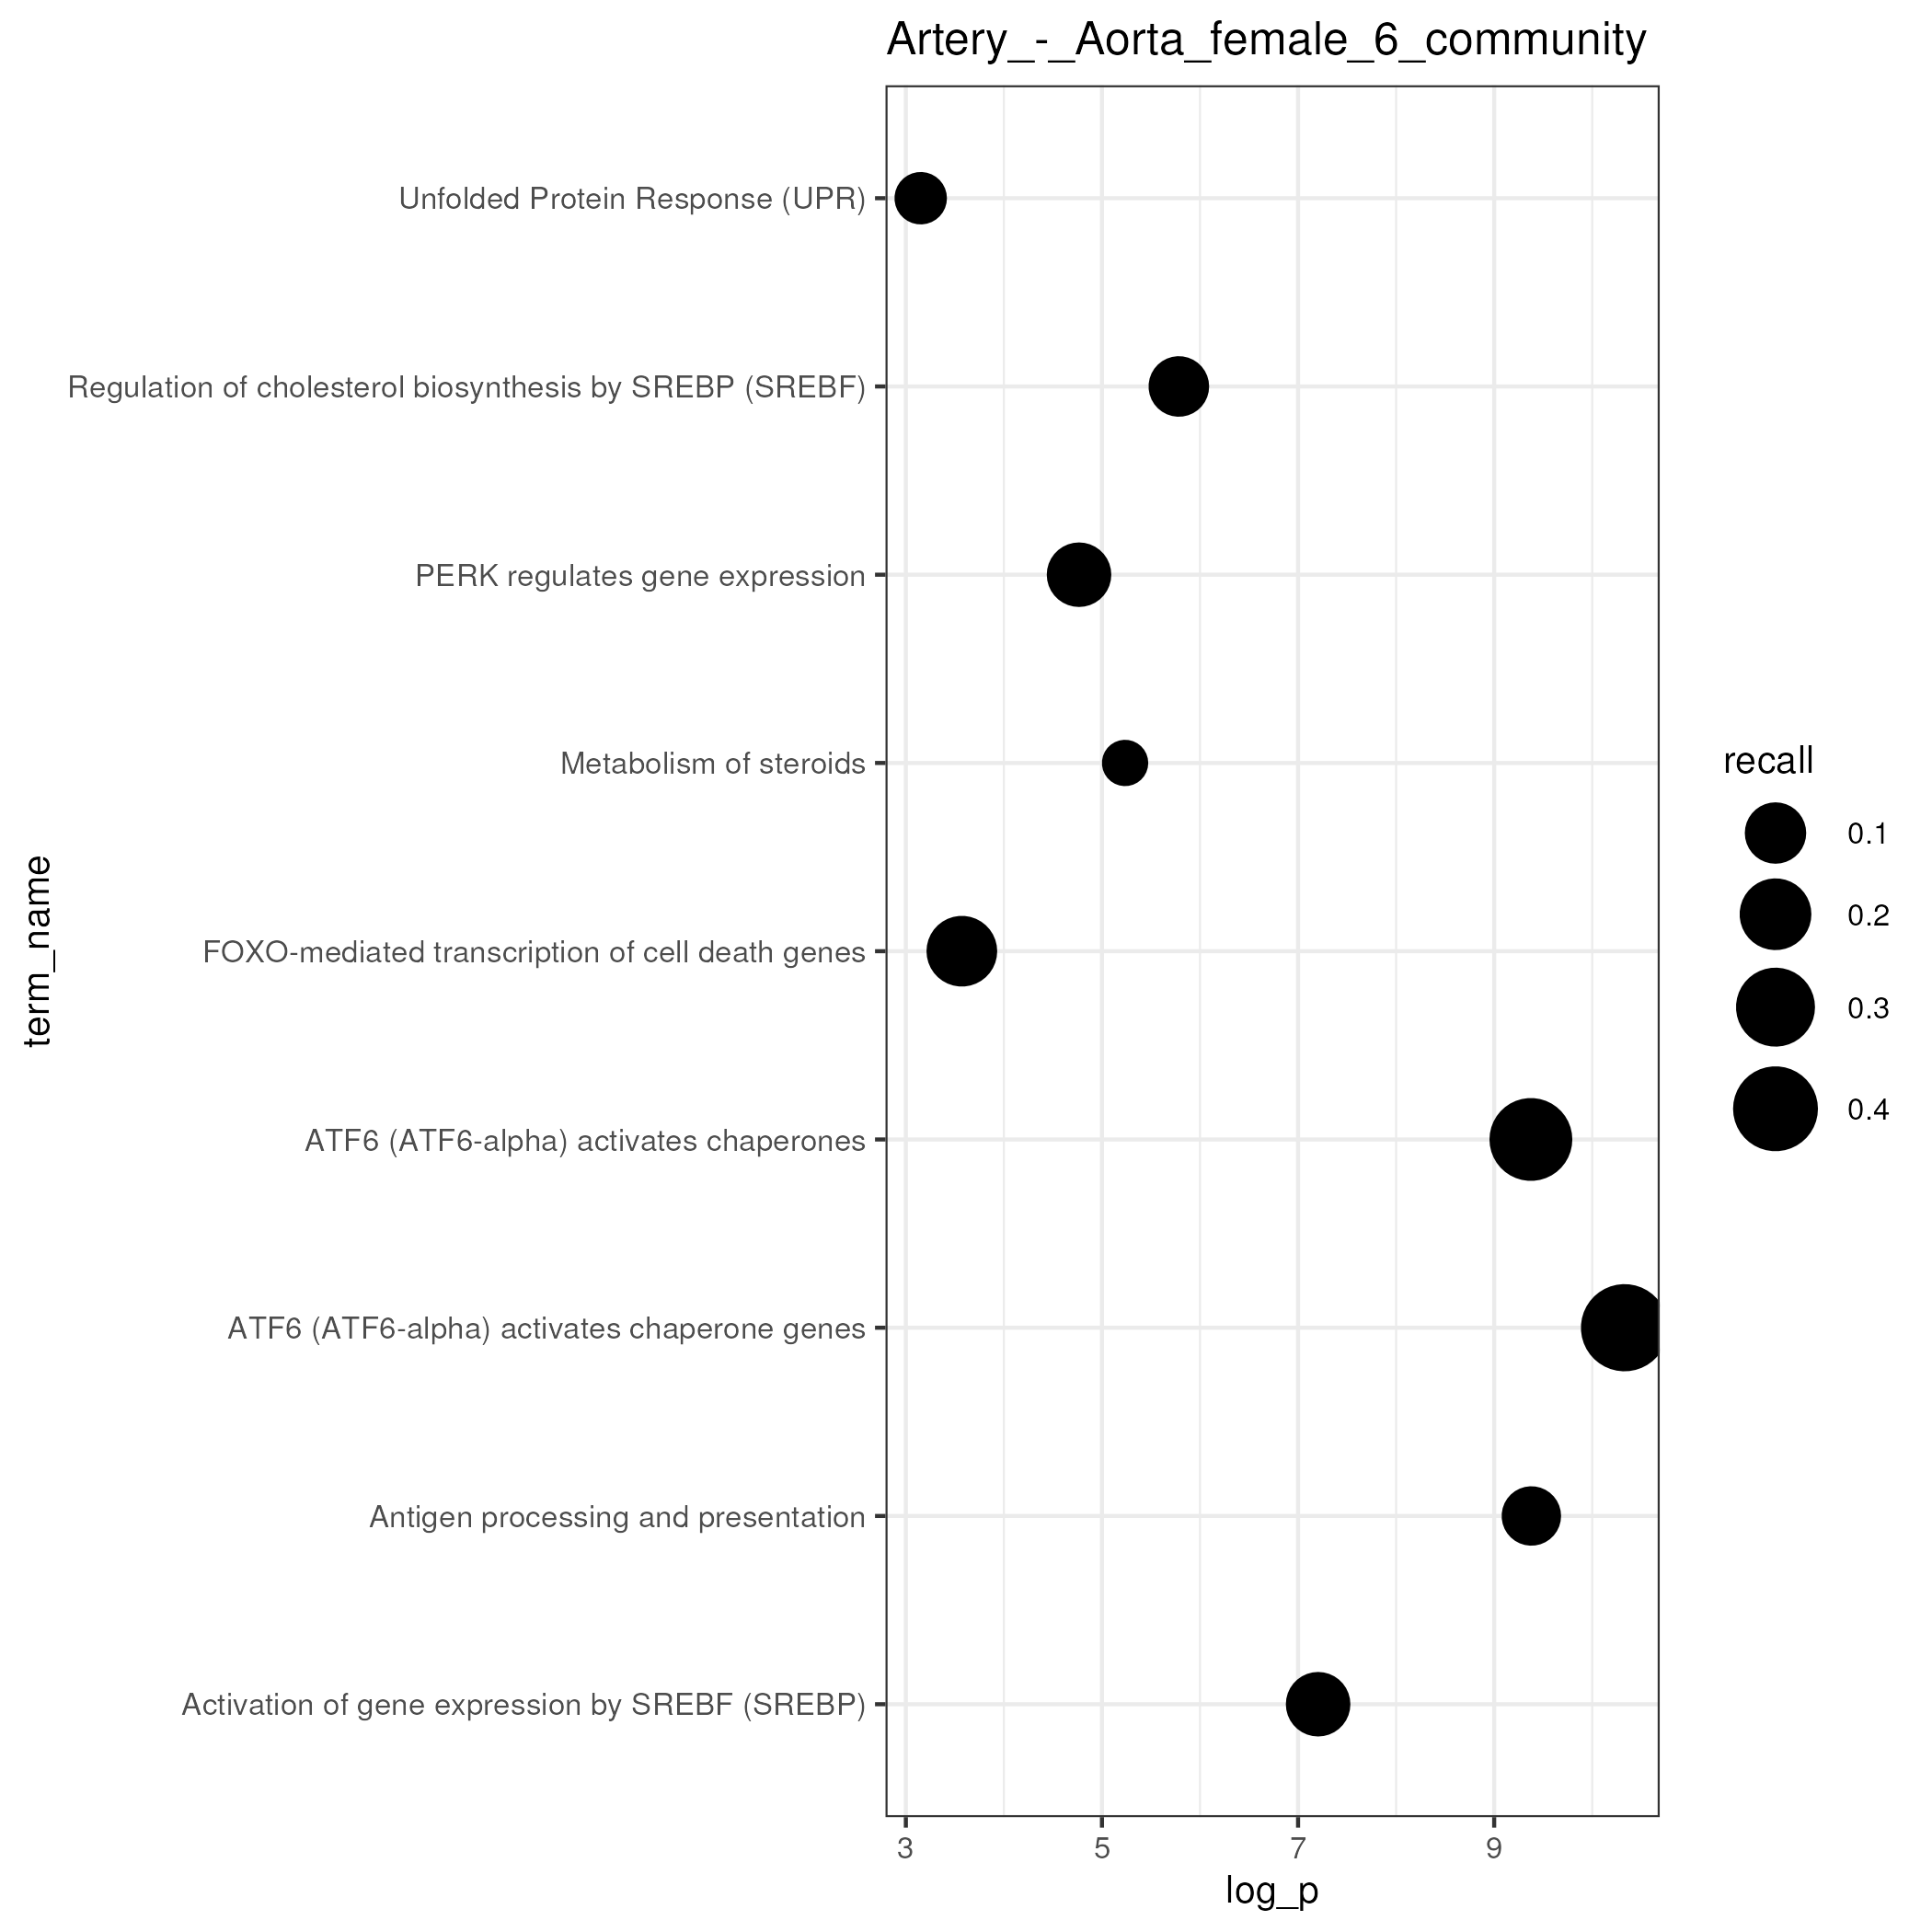 Artery_-_Aorta_female_6_community
Unfolded Protein Response (UPR)
Regulation of cholesterol biosynthesis by SREBP (SREBF)
PERK regulates gene expression
Metabolism of steroids
FOXO-mediated transcription of cell death genes
ATF6 (ATF6-alpha) activates chaperones
ATF6 (ATF6-alpha) activates chaperone genes
Antigen processing and presentation
Activation of gene expression by SREBF (SREBP)
term_name
3 5 7 9
log_p
recall
0.1
0.2
0.3
0.4